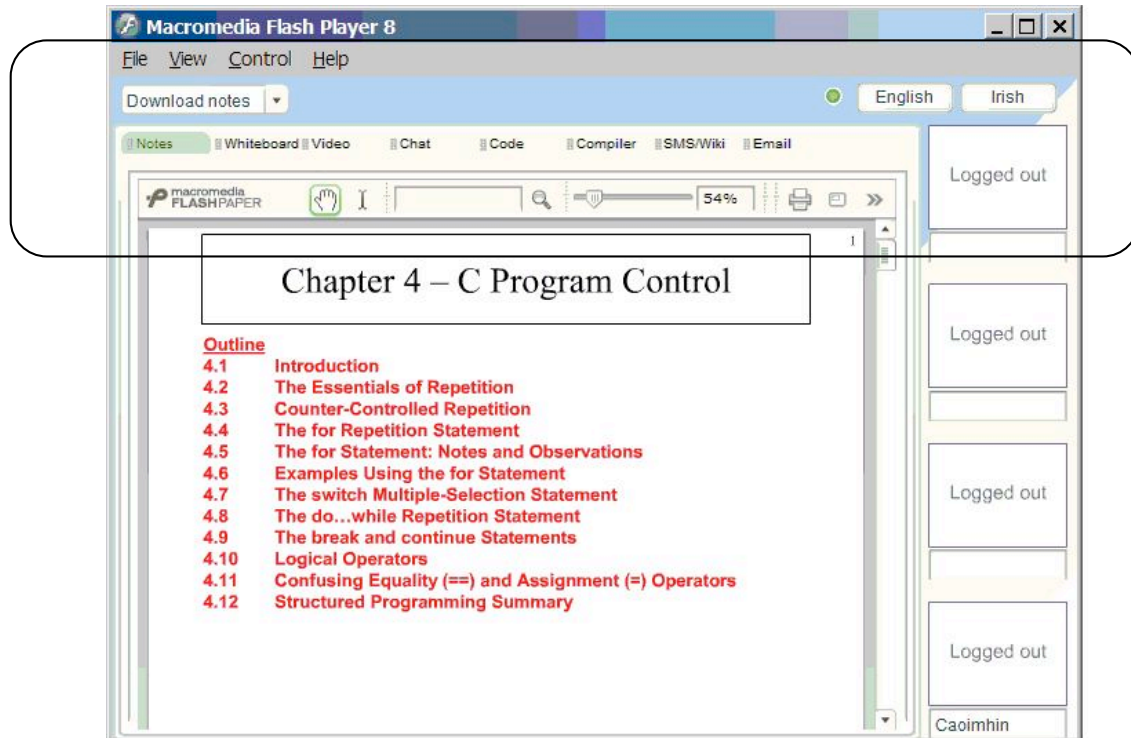 Macromedia Flash Player 8
File View Control Help
Download notes
English Irish
Notes Whiteboard Video Chat Code Compiler SMS/Wiki Email
macromedia
FLASHPAPER
54%
1
Chapter 4 – C Program Control
Outline
4.1 Introduction
4.2 The Essentials of Repetition
4.3 Counter-Controlled Repetition
4.4 The for Repetition Statement
4.5 The for Statement: Notes and Observations
4.6 Examples Using the for Statement
4.7 The switch Multiple-Selection Statement
4.8 The do...while Repetition Statement
4.9 The break and continue Statements
4.10 Logical Operators
4.11 Confusing Equality (==) and Assignment (=) Operators
4.12 Structured Programming Summary
Logged out
Logged out
Logged out
Logged out
Caoimhin